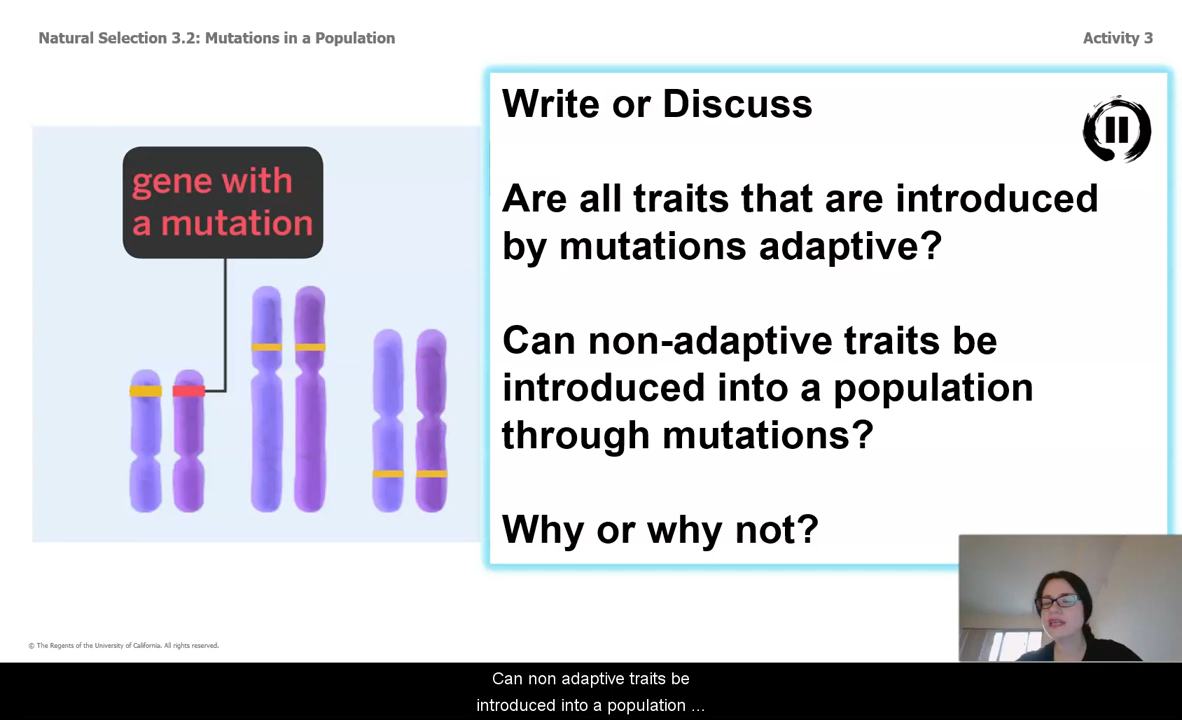 Natural Selection 3.2: Mutations in a Population
Activity 3
gene with
a mutation
Write or Discuss
Are all traits that are introduced
by mutations adaptive?
Can non-adaptive traits be
introduced into a population
through mutations?
Why or why not?
© The Regents of the University of California. All rights reserved.
Can non adaptive traits be
introduced into a population ...